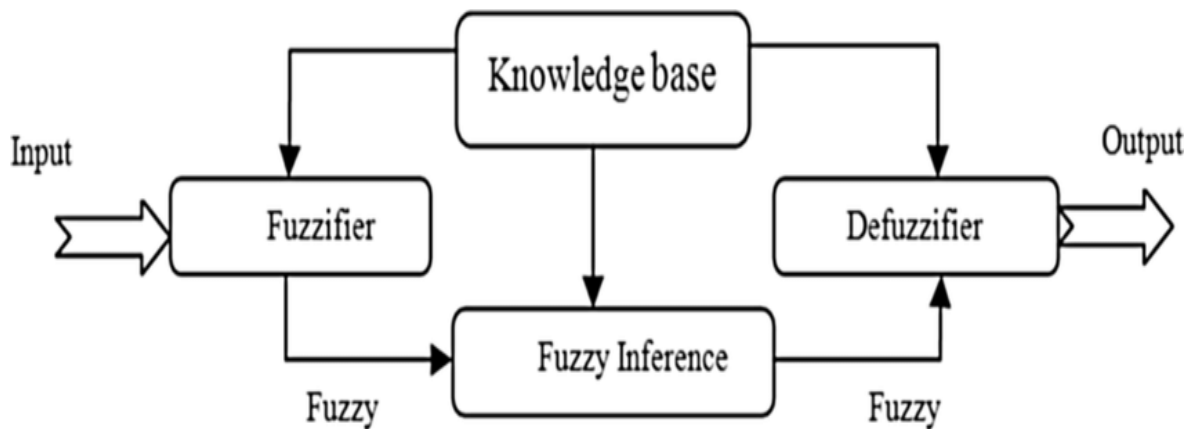 Knowledge base
Input
Output
Fuzzifier
Defuzzifier
Fuzzy Inference
Fuzzy
Fuzzy